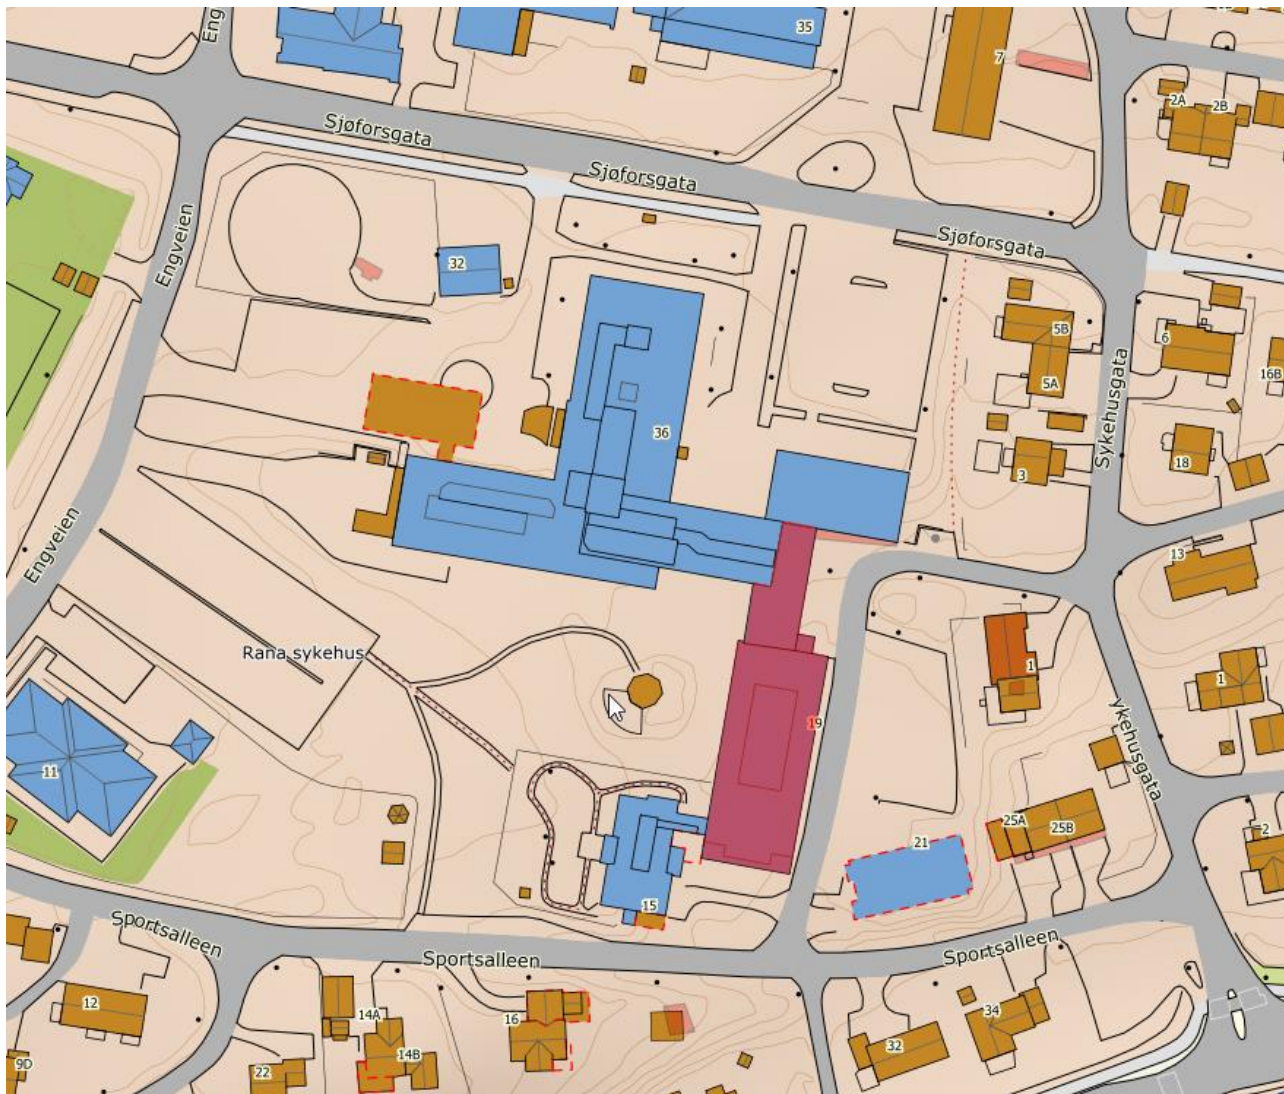 Eng
35
7
2A
2B
Sjøforsgata
Sjøforsgata
Sjøforsgata
Engveien
32
5B
6
5A
16B
36
Sykehusgata
18
3
Engveien
13
Rana sykehus
1
1
19
ykehusgata
11
25A
25B
21
2
15
Sportsalleen
Sportsalleen
Sportsalleen
12
14A
16
34
14B
32
22
9D